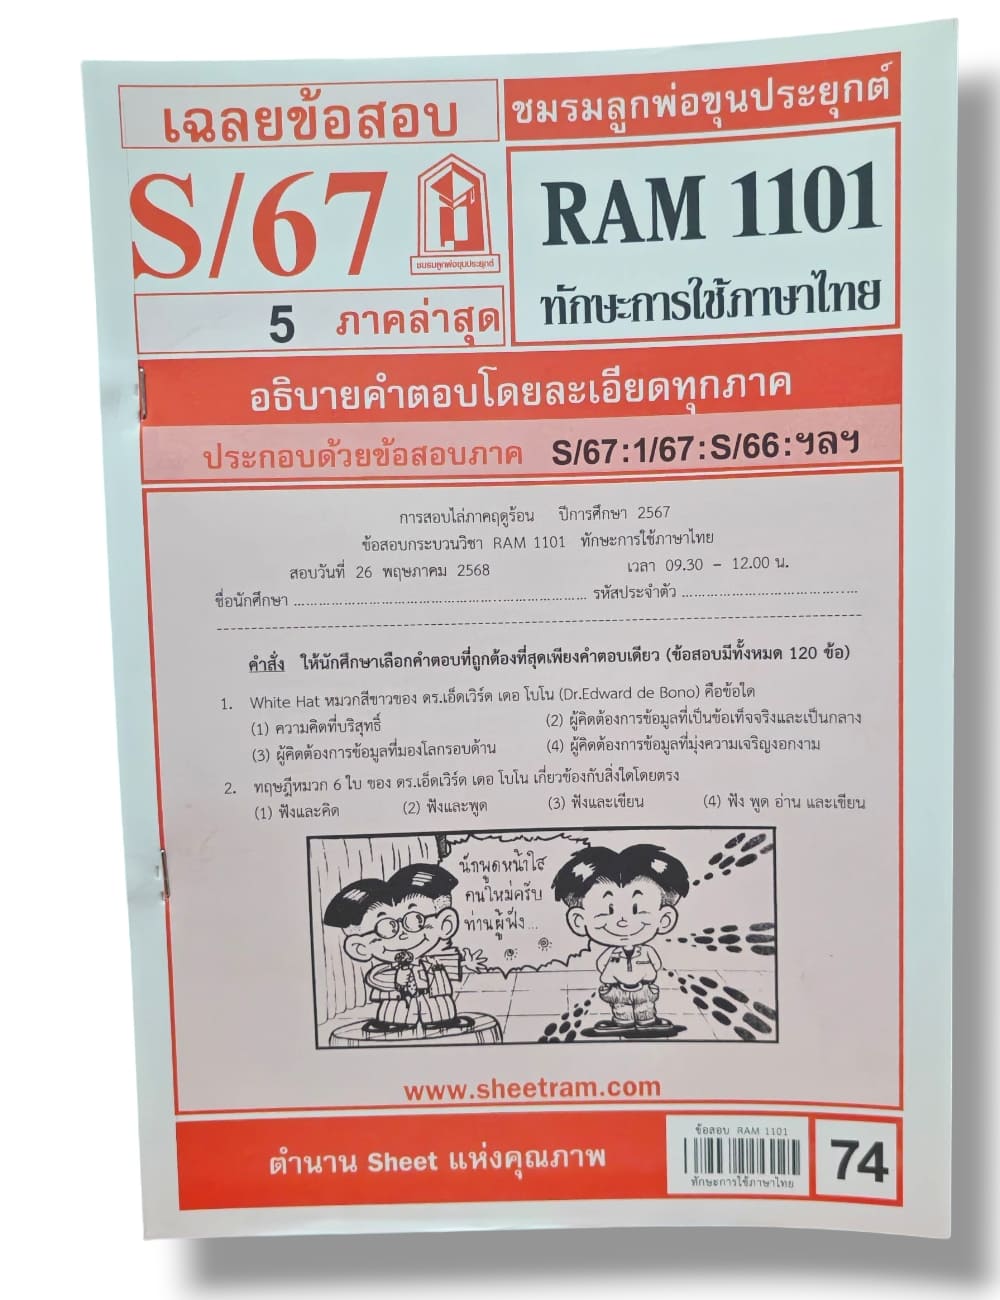 เฉลยข้อสอบ
ชมรมลูกพ่อขุนประยุกต์
S/67
ชมรมลูกพ่อขุนประยุกต์
RAM 1101
ทักษะการใช้ภาษาไทย
5 ภาคล่าสุด
อธิบายคำตอบโดยละเอียดทุกภาค
ประกอบด้วยข้อสอบภาค S/67:1/67:S/66:ฯลฯ
การสอบไล่ภาคฤดูร้อน ปีการศึกษา 2567
ข้อสอบกระบวนวิชา RAM 1101 ทักษะการใช้ภาษาไทย
สอบวันที่ 26 พฤษภาคม 2568 เวลา 09.30 – 12.00 น.
ชื่อนักศึกษา ........................................................ รหัสประจำตัว ........................................
คำสั่ง ให้นักศึกษาเลือกคำตอบที่ถูกต้องที่สุดเพียงคำตอบเดียว (ข้อสอบมีทั้งหมด 120 ข้อ)
1. White Hat หมวกสีขาวของ ดร.เอ็ดเวิร์ด เดอ โบโน (Dr.Edward de Bono) คือข้อใด
(1) ความคิดที่บริสุทธิ์ (2) ผู้คิดต้องการข้อมูลที่เป็นข้อเท็จจริงและเป็นกลาง
(3) ผู้คิดต้องการข้อมูลที่มองโลกรอบด้าน (4) ผู้คิดต้องการข้อมูลที่มุ่งความเจริญงอกงาม
2. ทฤษฎีหมวก 6 ใบ ของ ดร.เอ็ดเวิร์ด เดอ โบโน เกี่ยวข้องกับสิ่งใดโดยตรง
(1) ฟังและคิด (2) ฟังและพูด (3) ฟังและเขียน (4) ฟัง พูด อ่าน และเขียน
นักพูดหน้าใส
คนใหม่ครับ
ท่านผู้ฟัง...
www.sheetram.com
ตำนาน Sheet แห่งคุณภาพ
ข้อสอบ RAM 1101
ทักษะการใช้ภาษาไทย
74